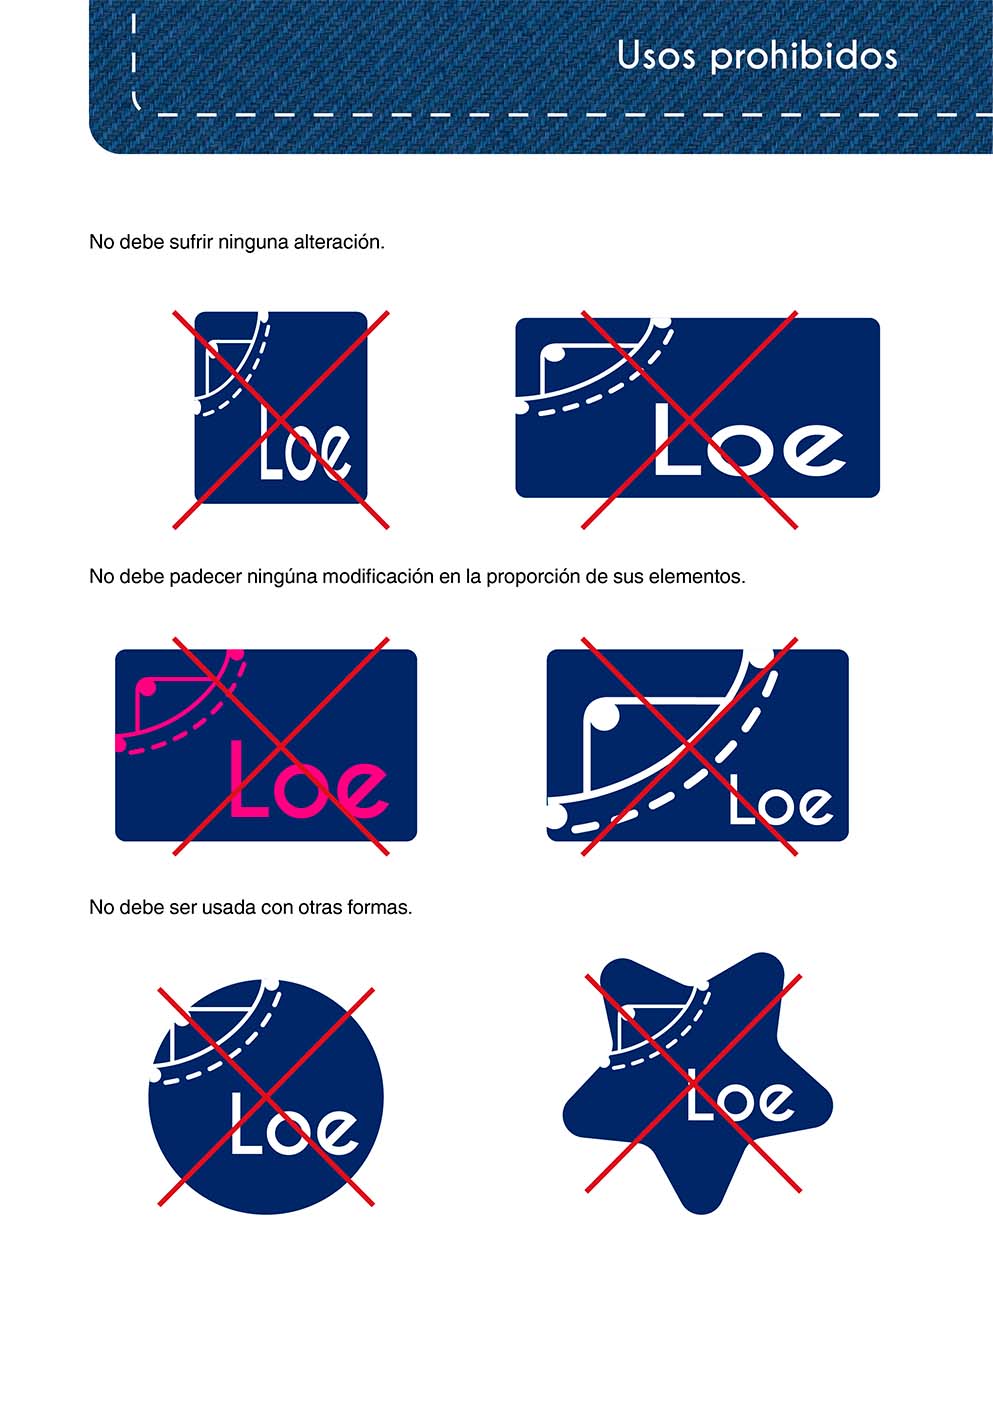 Usos prohibidos
No debe sufrir ninguna alteración.
Loe
Loe
No debe padecer ningúna modificación en la proporción de sus elementos.
Loe
Loe
No debe ser usada con otras formas.
Loe
Loe